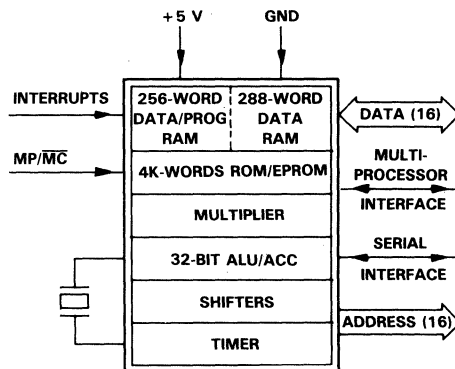 +5 V
GND
INTERRUPTS
MP/M̅C̅
256-WORD
DATA/PROG
RAM
288-WORD
DATA
RAM
4K-WORDS ROM/EPROM
MULTIPLIER
32-BIT ALU/ACC
SHIFTERS
TIMER
DATA (16)
MULTI-
PROCESSOR
INTERFACE
SERIAL
INTERFACE
ADDRESS (16)